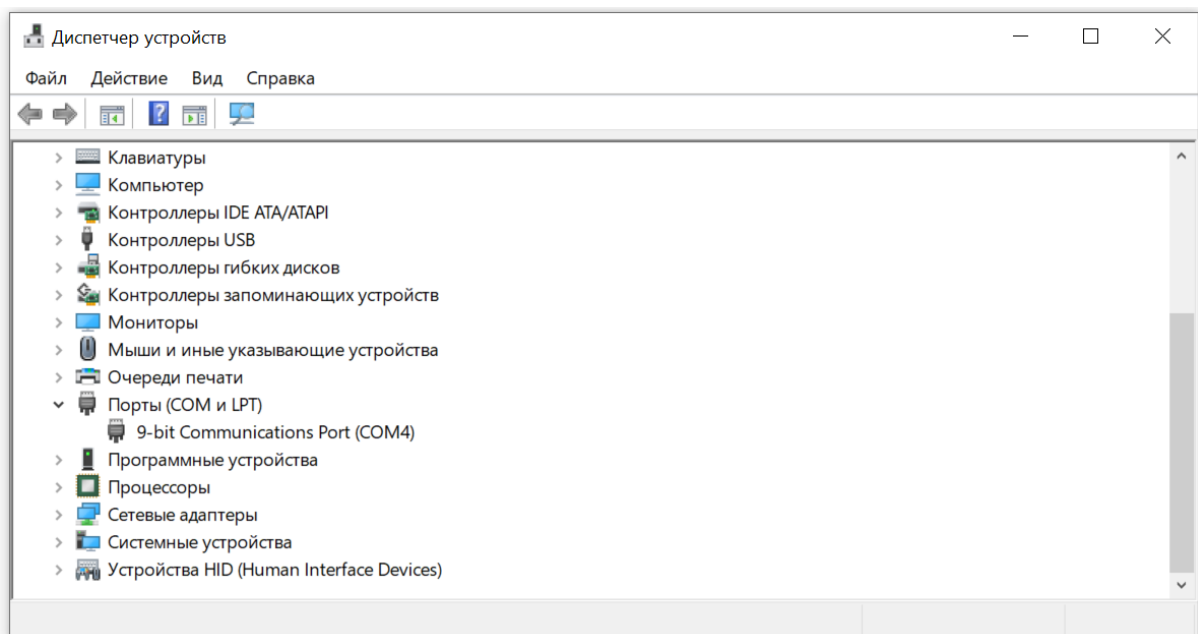 Диспетчер устройств
Файл Действие Вид Справка
Клавиатуры
Компьютер
Контроллеры IDE ATA/ATAPI
Контроллеры USB
Контроллеры гибких дисков
Контроллеры запоминающих устройств
Мониторы
Мыши и иные указывающие устройства
Очереди печати
Порты (COM и LPT)
9-bit Communications Port (COM4)
Программные устройства
Процессоры
Сетевые адаптеры
Системные устройства
Устройства HID (Human Interface Devices)